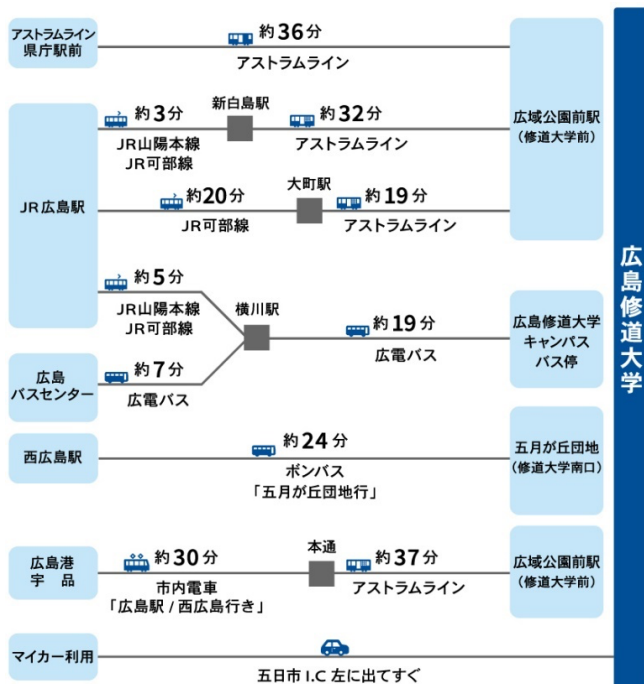 アストラムライン
県庁駅前
約36分
アストラムライン
JR広島駅
約3分
JR山陽本線
JR可部線
新白島駅
約32分
アストラムライン
広域公園前駅
(修道大学前)
約20分
JR可部線
大町駅
約19分
アストラムライン
約5分
JR山陽本線
JR可部線
広島
バスセンター
約7分
広電バス
横川駅
約19分
広電バス
広島修道大学
キャンパス
バス停
西広島駅
約24分
ボンバス
「五月が丘団地行」
五月が丘団地
(修道大学南口)
広島港
宇品
約30分
市内電車
「広島駅/西広島行き」
本通
約37分
アストラムライン
広域公園前駅
(修道大学前)
マイカー利用
五日市I.C 左に出てすぐ
広島修道大学